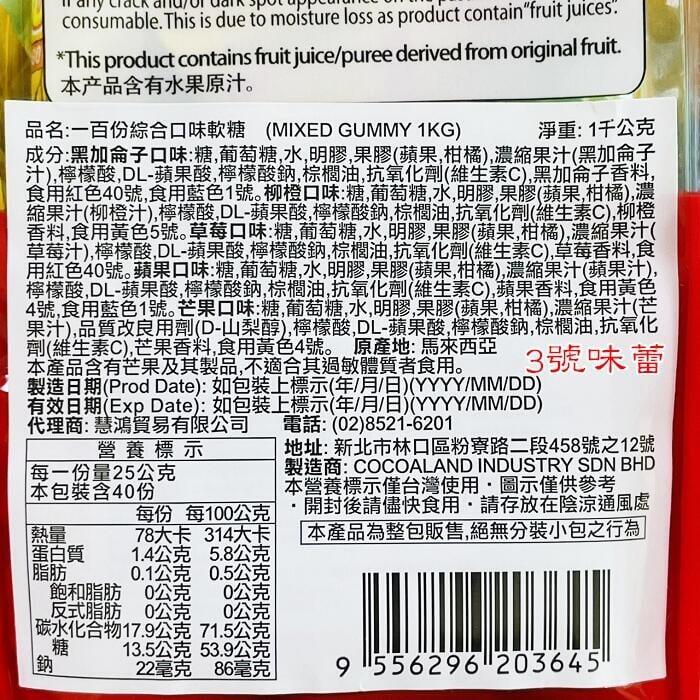 consumable. This is due to moisture loss as product contain "fruit juices".
*This product contains fruit juice/puree derived from original fruit.
本产品含有水果原汁。
品名:一百份綜合口味軟糖 (MIXED GUMMY 1KG) 淨重: 1千公克
成分:黑加侖子口味:糖,葡萄糖,水,明膠,果膠(蘋果,柑橘),濃縮果汁(黑加侖子
汁),檸檬酸,DL-蘋果酸,檸檬酸鈉,棕櫚油,抗氧化劑(維生素C),黑加侖子香料,
食用紅色40號,食用藍色1號。柳橙口味:糖,葡萄糖,水,明膠,果膠(蘋果,柑橘),濃
縮果汁(柳橙汁),檸檬酸,DL-蘋果酸,檸檬酸鈉,棕櫚油,抗氧化劑(維生素C),柳橙
香料,食用黃色5號。草莓口味:糖,葡萄糖,水,明膠,果膠(蘋果,柑橘),濃縮果汁(
草莓汁),檸檬酸,DL-蘋果酸,檸檬酸鈉,棕櫚油,抗氧化劑(維生素C),草莓香料,食
用紅色40號。蘋果口味:糖,葡萄糖,水,明膠,果膠(蘋果,柑橘),濃縮果汁(蘋果汁),
檸檬酸,DL-蘋果酸,檸檬酸鈉,棕櫚油,抗氧化劑(維生素C),蘋果香料,食用黃色
4號,食用藍色1號。芒果口味:糖,葡萄糖,水,明膠,果膠(蘋果,柑橘),濃縮果汁(芒
果汁),品質改良用劑(D-山梨醇),檸檬酸,DL-蘋果酸,檸檬酸鈉,棕櫚油,抗氧化
劑(維生素C),芒果香料,食用黃色4號。 原產地: 馬來西亞
本產品含有芒果及其製品,不適合其過敏體質者食用。
3號味蕾
製造日期(Prod Date): 如包裝上標示(年/月/日)(YYYY/MM/DD)
有效日期(Exp Date): 如包裝上標示(年/月/日)(YYYY/MM/DD)
代理商: 慧鴻貿易有限公司 電話: (02)8521-6201
地址: 新北市林口區粉寮路二段458號之12號
製造商: COCOALAND INDUSTRY SDN BHD
本營養標示僅台灣使用・圖示僅供參考
・開封後請儘快食用・請存放在陰涼通風處
本產品為整包販售,絕無分裝小包之行為
營養標示
每一份量25公克
本包裝含40份
每份 每100公克
熱量 78大卡 314大卡
蛋白質 1.4公克 5.8公克
脂肪 0.1公克 0.5公克
飽和脂肪 0公克 0公克
反式脂肪 0公克 0公克
碳水化合物 17.9公克 71.5公克
糖 13.5公克 53.9公克
鈉 22毫克 86毫克
9 556296 203645